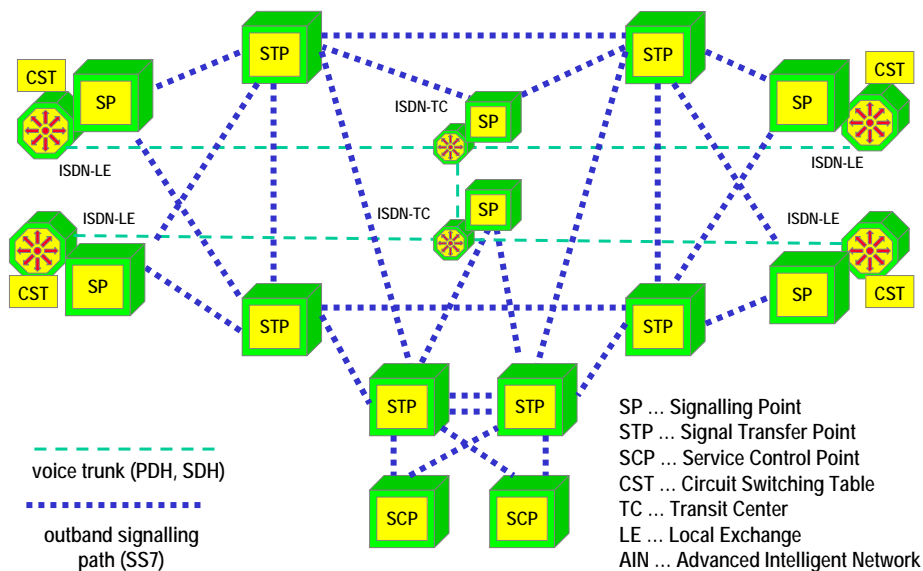 STP
STP
CST
SP
ISDN-LE
ISDN-TC
SP
CST
SP
ISDN-LE
ISDN-LE
CST
SP
ISDN-TC
SP
ISDN-LE
SP
CST
STP
STP
STP
STP
SCP
SCP
voice trunk (PDH, SDH)
outband signalling
path (SS7)
SP ... Signalling Point
STP ... Signal Transfer Point
SCP ... Service Control Point
CST ... Circuit Switching Table
TC ... Transit Center
LE ... Local Exchange
AIN ... Advanced Intelligent Network